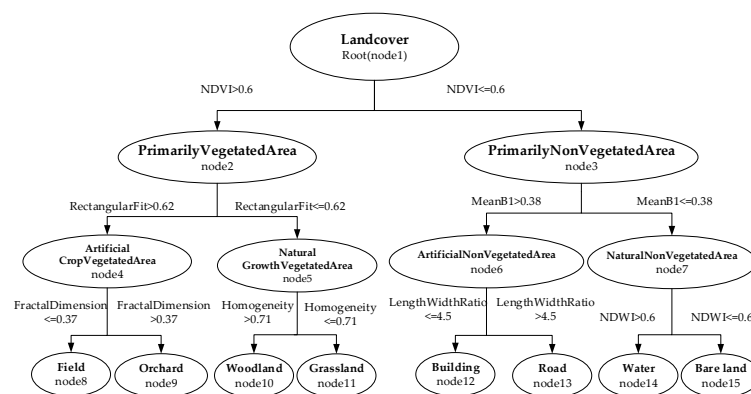 Landcover
Root(node1)
NDVI>0.6
NDVI<=0.6
PrimarilyVegetatedArea
node2
PrimarilyNonVegetatedArea
node3
RectangularFit>0.62
RectangularFit<=0.62
MeanB1>0.38
MeanB1<=0.38
Artificial
CropVegetatedArea
node4
Natural
GrowthVegetatedArea
node5
ArtificialNonVegetatedArea
node6
NaturalNonVegetatedArea
node7
FractalDimension
<=0.37
FractalDimension
>0.37
Homogeneity
>0.71
Homogeneity
<=0.71
LengthWidthRatio
<=4.5
LengthWidthRatio
>4.5
NDWI>0.6
NDWI<=0.6
Field
node8
Orchard
node9
Woodland
node10
Grassland
node11
Building
node12
Road
node13
Water
node14
Bare land
node15